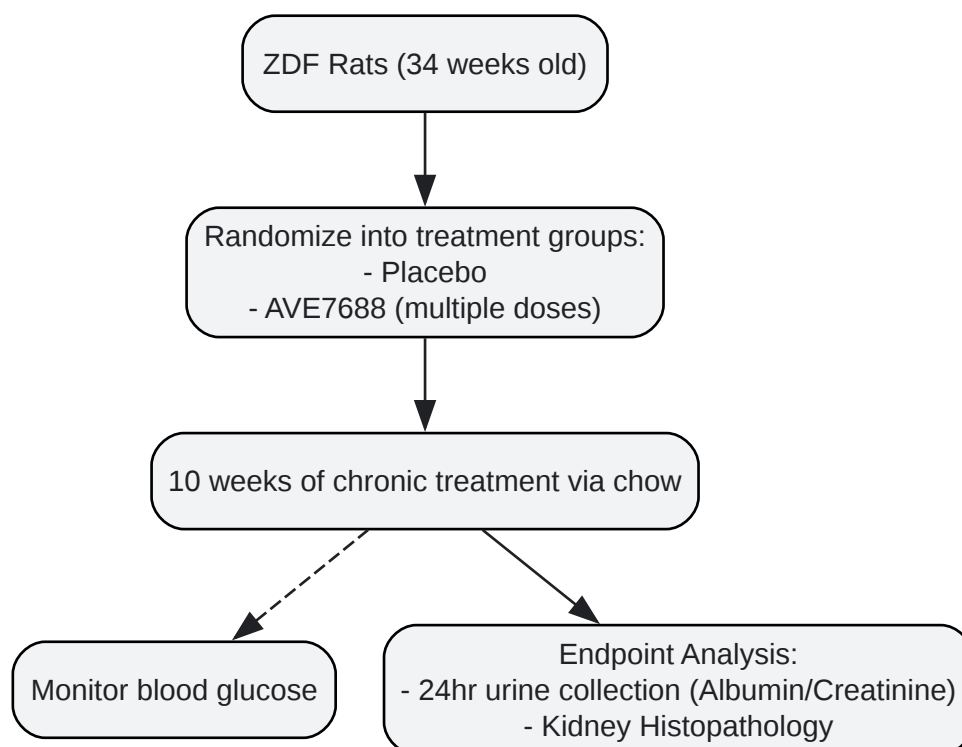 ZDF Rats (34 weeks old)
Randomize into treatment groups:
- Placebo
- AVE7688 (multiple doses)
10 weeks of chronic treatment via chow
Monitor blood glucose
Endpoint Analysis:
- 24hr urine collection (Albumin/Creatinine)
- Kidney Histopathology